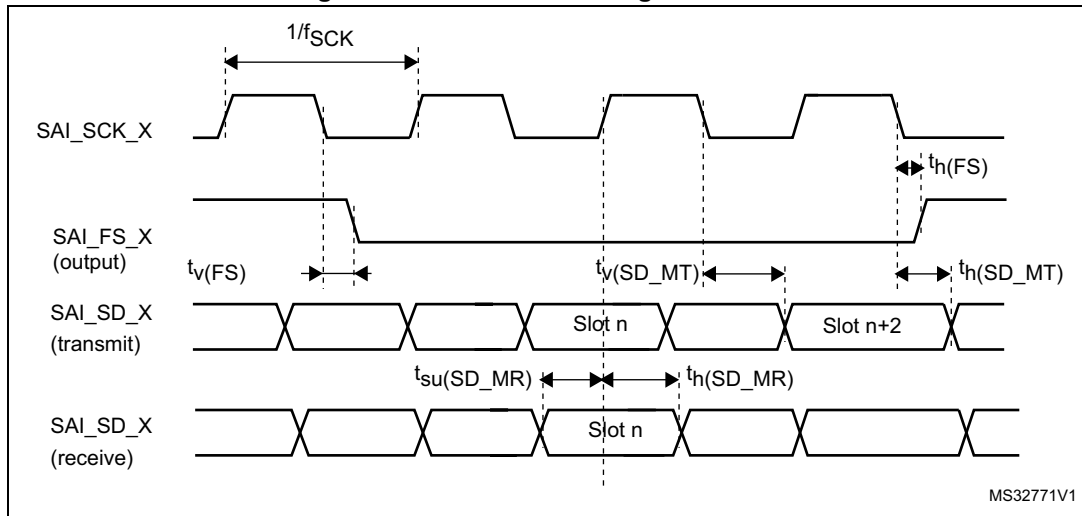 1/fSCK
SAI_SCK_X
th(FS)
SAI_FS_X
(output)
tv(FS)
tv(SD_MT)
th(SD_MT)
SAI_SD_X
(transmit)
Slot n
Slot n+2
tsu(SD_MR)
th(SD_MR)
SAI_SD_X
(receive)
Slot n
MS32771V1